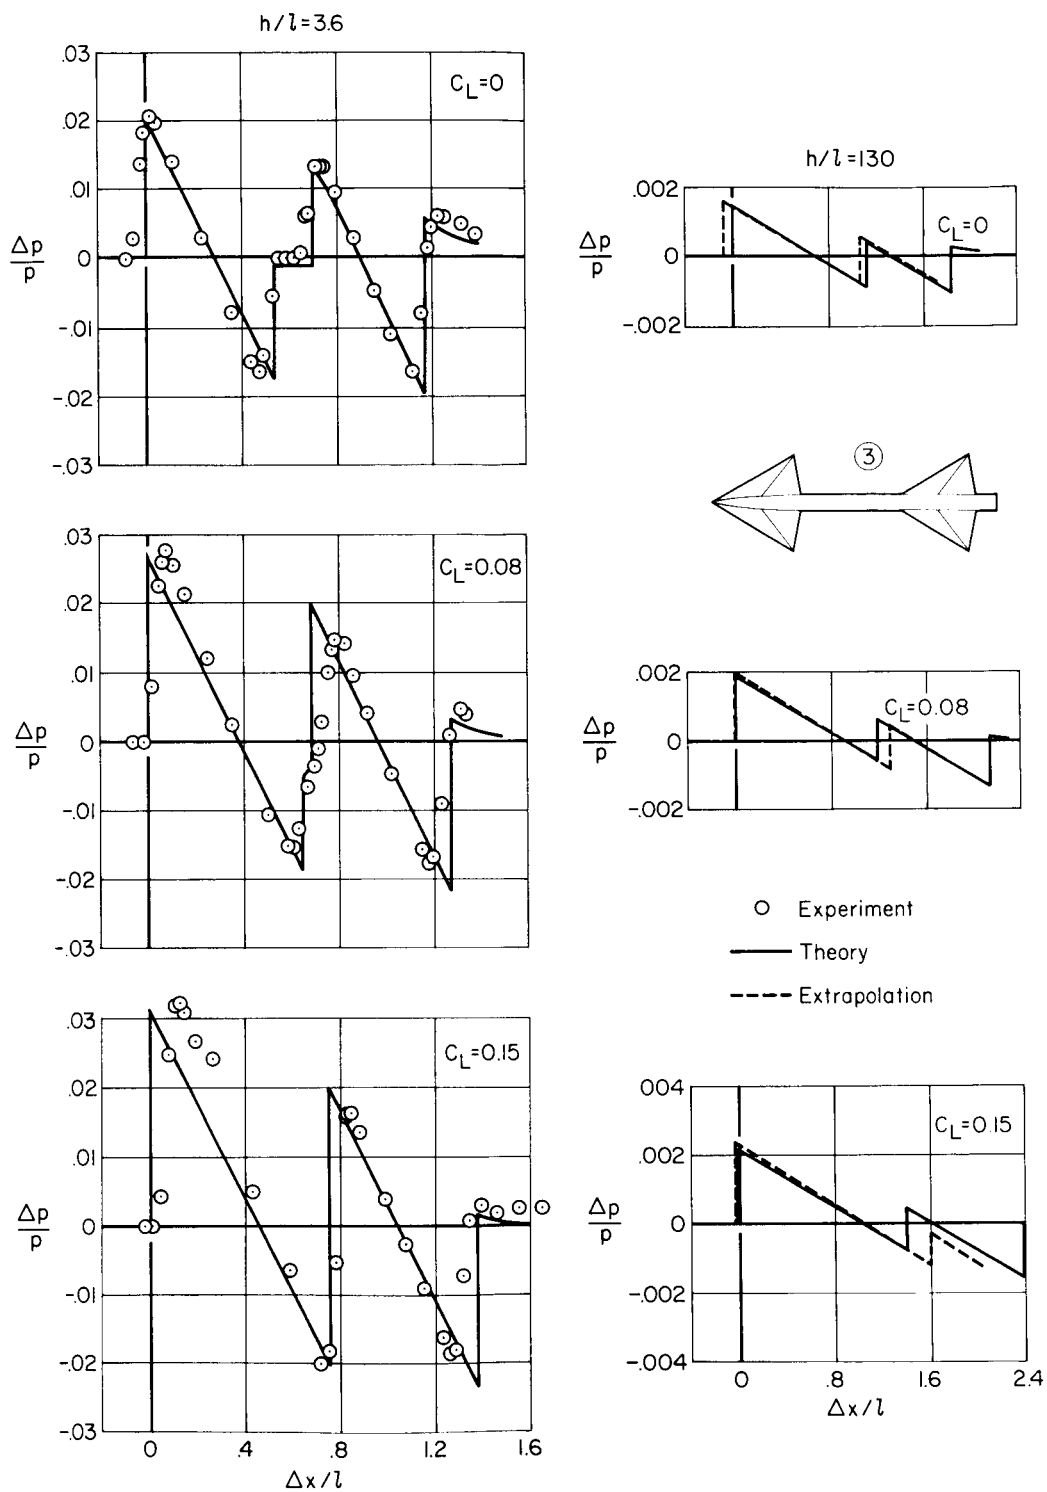 h/l=3.6
.03
.02
.01
0
-.01
-.02
-.03
Δp/p
C_L=0
h/l=130
.002
0
-.002
Δp/p
C_L=0
3
.03
.02
.01
0
-.01
-.02
-.03
Δp/p
C_L=0.08
.002
0
-.002
Δp/p
C_L=0.08
Experiment
Theory
Extrapolation
.03
.02
.01
0
-.01
-.02
-.03
Δp/p
C_L=0.15
0 .4 .8 1.2 1.6
Δx/l
.004
.002
0
-.002
-.004
Δp/p
C_L=0.15
0 .8 1.6 2.4
Δx/l